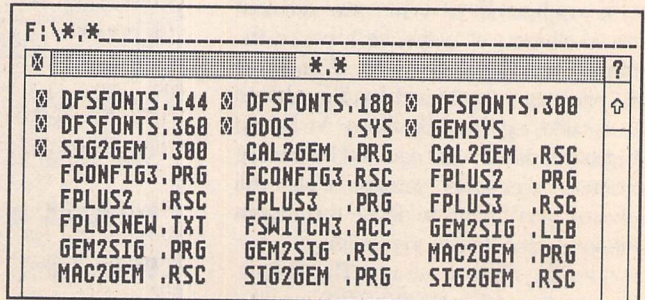 F:\*.*
*.* ?
DFSFONTS.144 DFSFONTS.180 DFSFONTS.300
DFSFONTS.360 GDOS .SYS GEMSYS
SIG2GEM .300 CAL2GEM .PRG CAL2GEM .RSC
FCONFIG3.PRG FCONFIG3.RSC FPLUS2 .PRG
FPLUS2 .RSC FPLUS3 .PRG FPLUS3 .RSC
FPLUSNEW.TXT FSWITCH3.ACC GEM2SIG .LIB
GEM2SIG .PRG GEM2SIG .RSC MAC2GEM .PRG
MAC2GEM .RSC SIG2GEM .PRG SIG2GEM .RSC